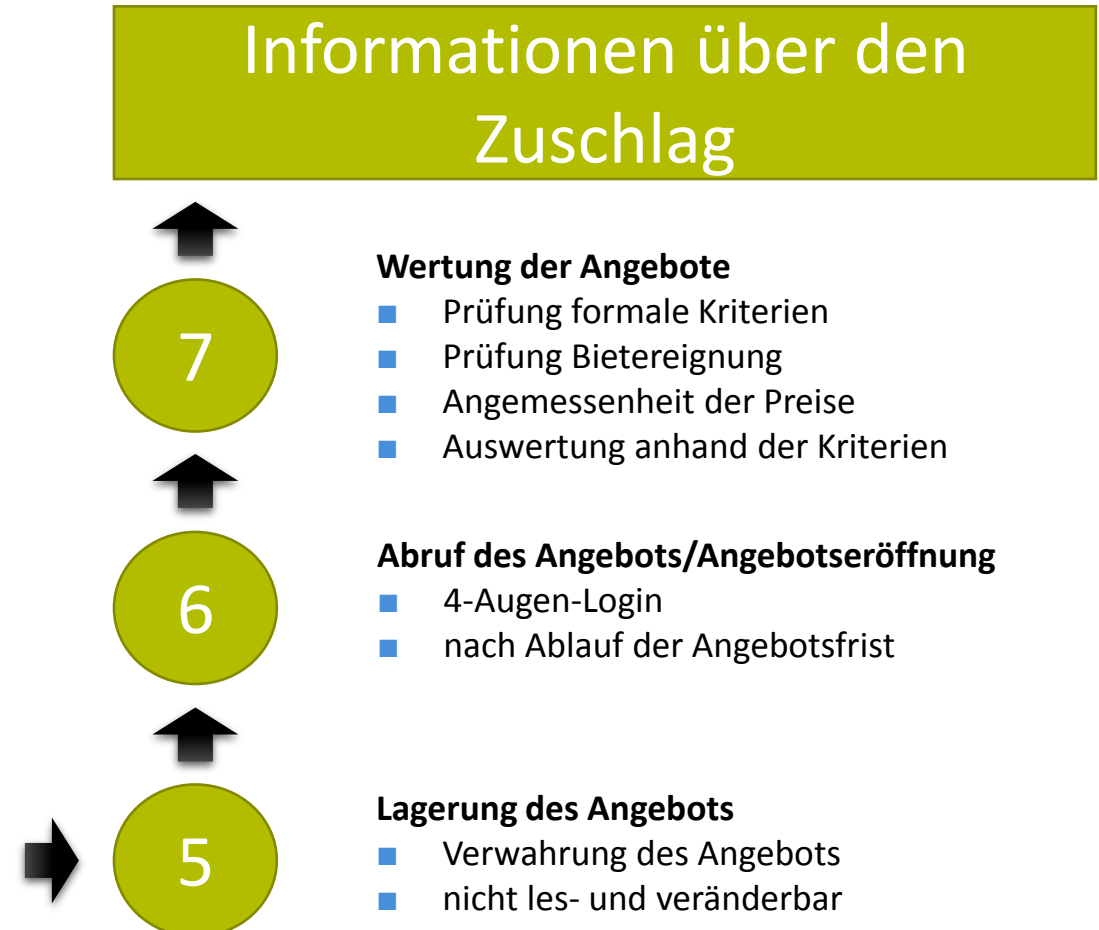 Informationen über den
Zuschlag
7
Wertung der Angebote
■ Prüfung formale Kriterien
■ Prüfung Bietereignung
■ Angemessenheit der Preise
■ Auswertung anhand der Kriterien
6
Abruf des Angebots/Angebotseröffnung
■ 4-Augen-Login
■ nach Ablauf der Angebotsfrist
5
Lagerung des Angebots
■ Verwahrung des Angebots
■ nicht les- und veränderbar